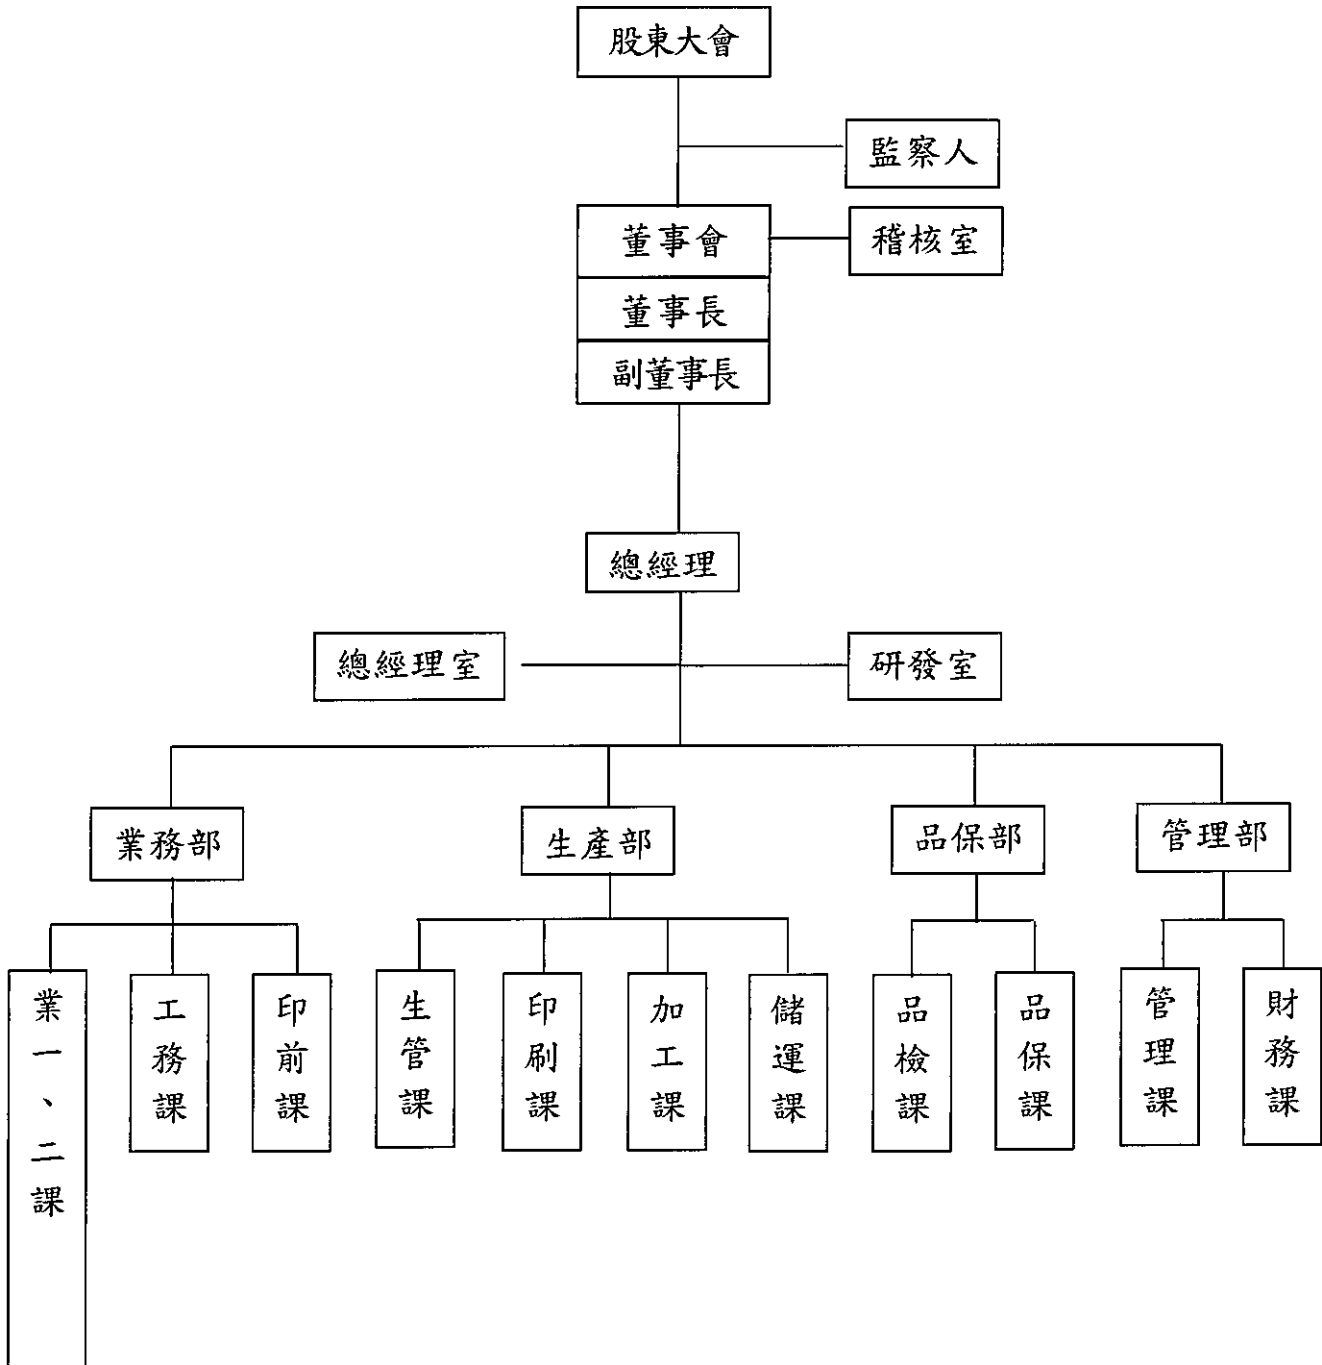 股東大會
監察人
董事會
稽核室
董事長
副董事長
總經理
總經理室
研發室
業務部
生產部
品保部
管理部
業一、二課
工務課
印前課
生管課
印刷課
加工課
儲運課
品檢課
品保課
管理課
財務課